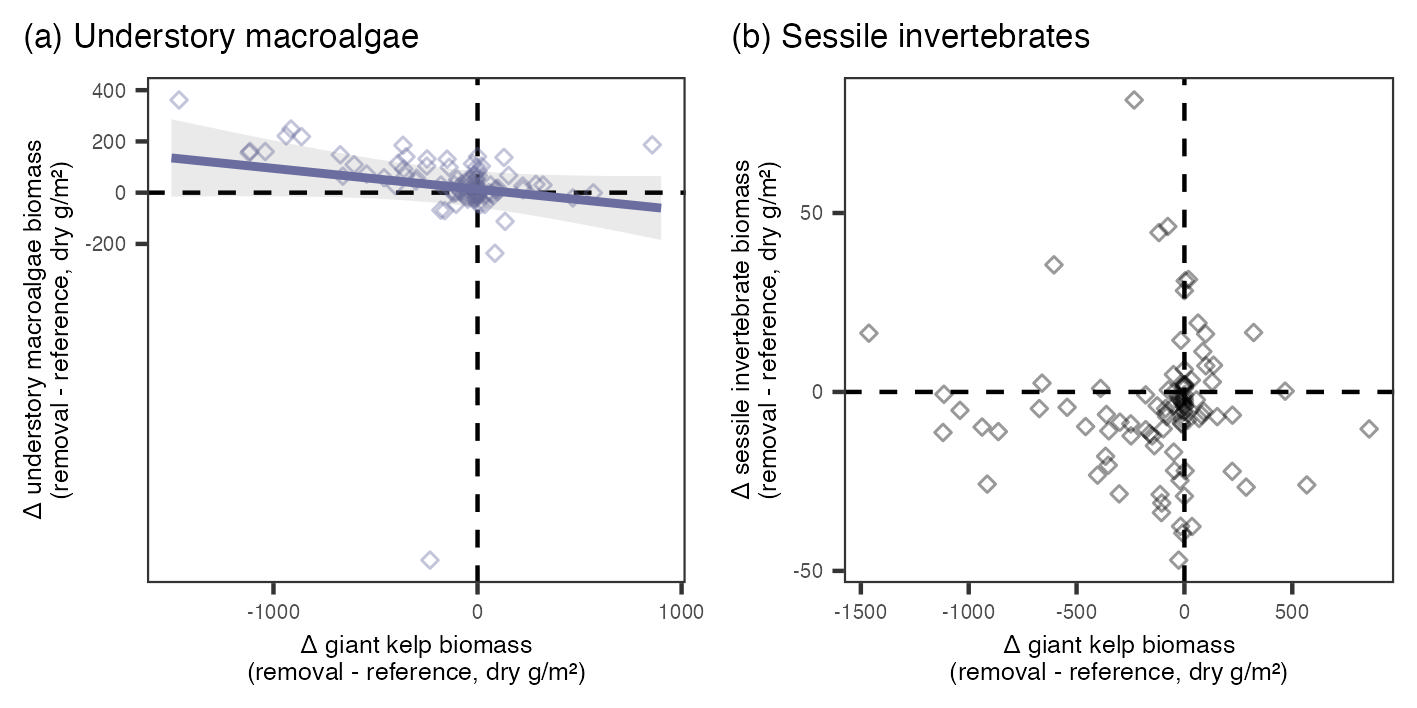 (a) Understory macroalgae
Δ understory macroalgae biomass
(removal - reference, dry g/m²)
400
200
0
-200
-1000
0
1000
Δ giant kelp biomass
(removal - reference, dry g/m²)
(b) Sessile invertebrates
Δ sessile invertebrate biomass
(removal - reference, dry g/m²)
50
0
-50
-1500
-1000
-500
0
500
Δ giant kelp biomass
(removal - reference, dry g/m²)